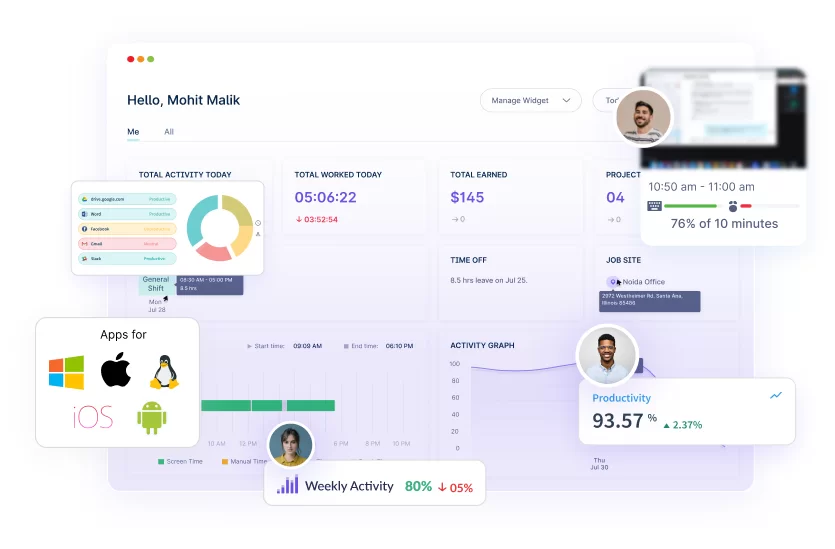 Hello, Mohit Malik
Manage Widget
Me
All
TOTAL ACTIVITY TODAY
TOTAL WORKED TODAY
05:06:22
↓ 03:52:54
TOTAL EARNED
$145
→ 0
PROJECT
04
→ 0
10:50 am - 11:00 am
76% of 10 minutes
drive.google.com
Productive
Word
Productive
Facebook
Gmail
Slack
Productive
General
Shift
08:30 AM - 05:00 PM
8.5 hrs
Mon
Jul 28
TIME OFF
8.5 hrs leave on Jul 25.
JOB SITE
Noida Office
2972 Westheimer Rd, Santa Ana,
Illinois 85486
Apps for
iOS
Start time: 09:09 AM
End time: 06:10 PM
10 AM
12 PM
6 PM
8 PM
10 PM
Screen Time
Manual Time
ACTIVITY GRAPH
100
80
60
40
20
0
Thu
Jul 30
Productivity
93.57 %
2.37%
Weekly Activity 80% ↓ 05%